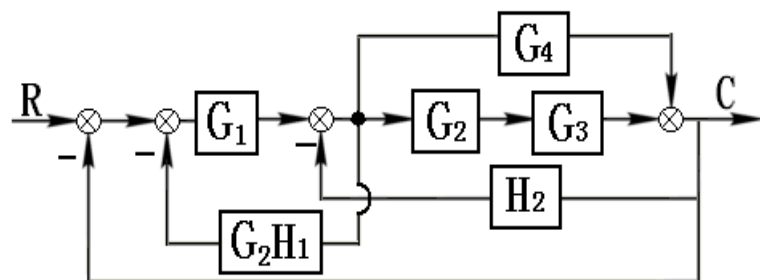 G₄
R G₁ G₂ G₃ C
− − −
H₂
G₂H₁